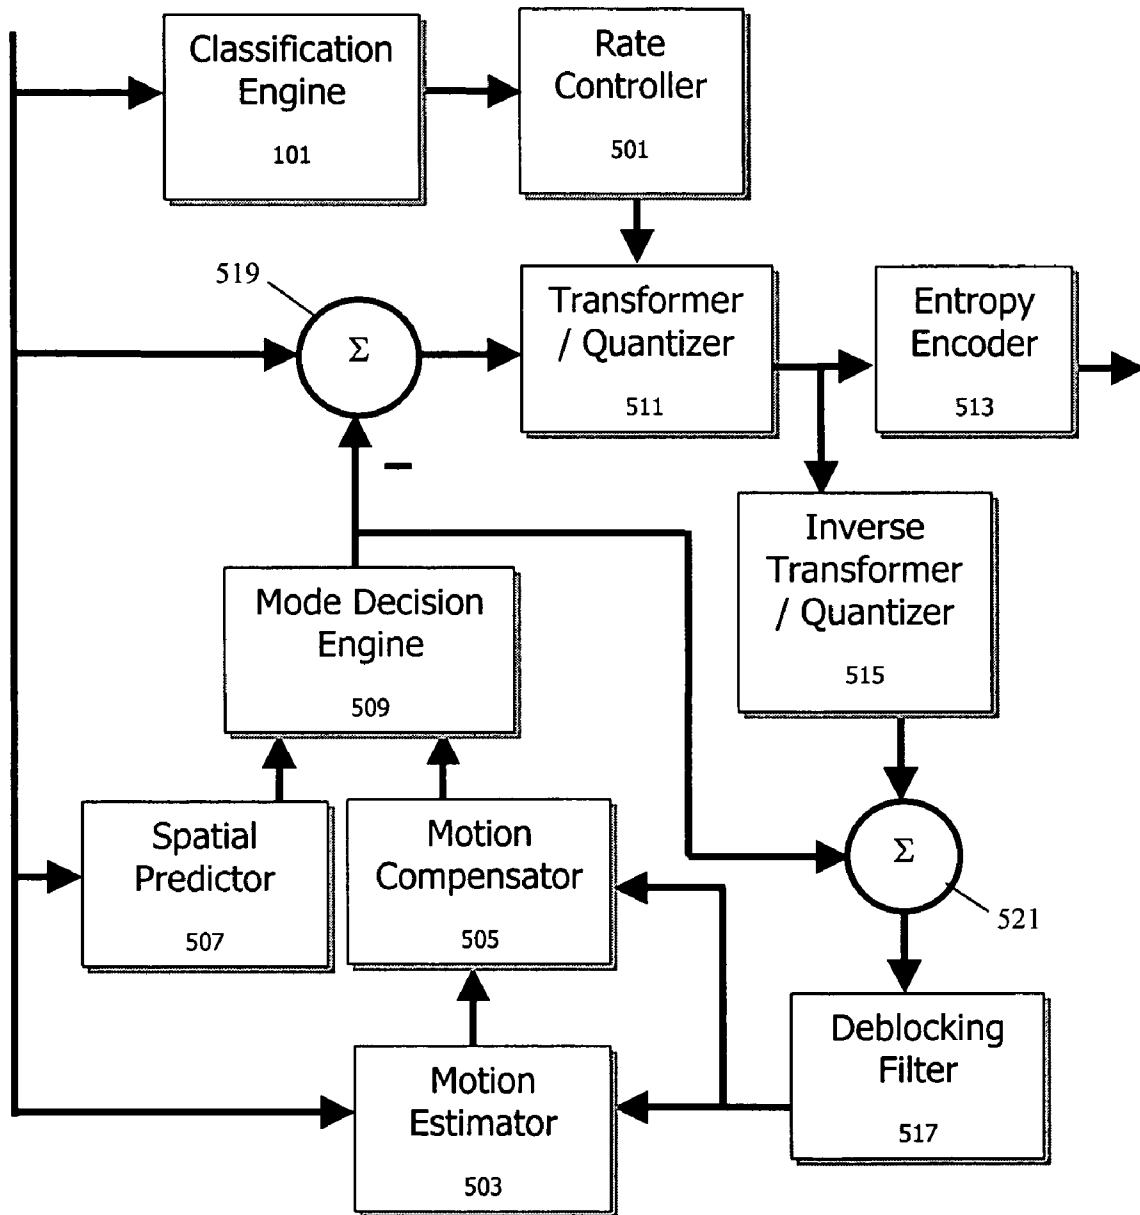 Classification
Engine
101
Rate
Controller
501
519
Σ
Transformer
/ Quantizer
511
Entropy
Encoder
513
–
Inverse
Transformer
/ Quantizer
515
Mode Decision
Engine
509
Spatial
Predictor
507
Motion
Compensator
505
Σ
521
Motion
Estimator
503
Deblocking
Filter
517